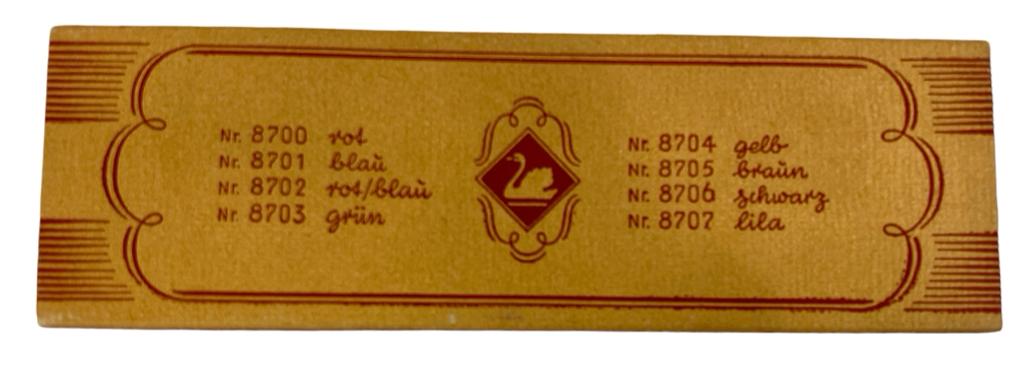 Nr. 8700 rot
Nr. 8701 blau
Nr. 8702 rot/blau
Nr. 8703 grün
Nr. 8704 gelb
Nr. 8705 braun
Nr. 8706 schwarz
Nr. 8707 lila